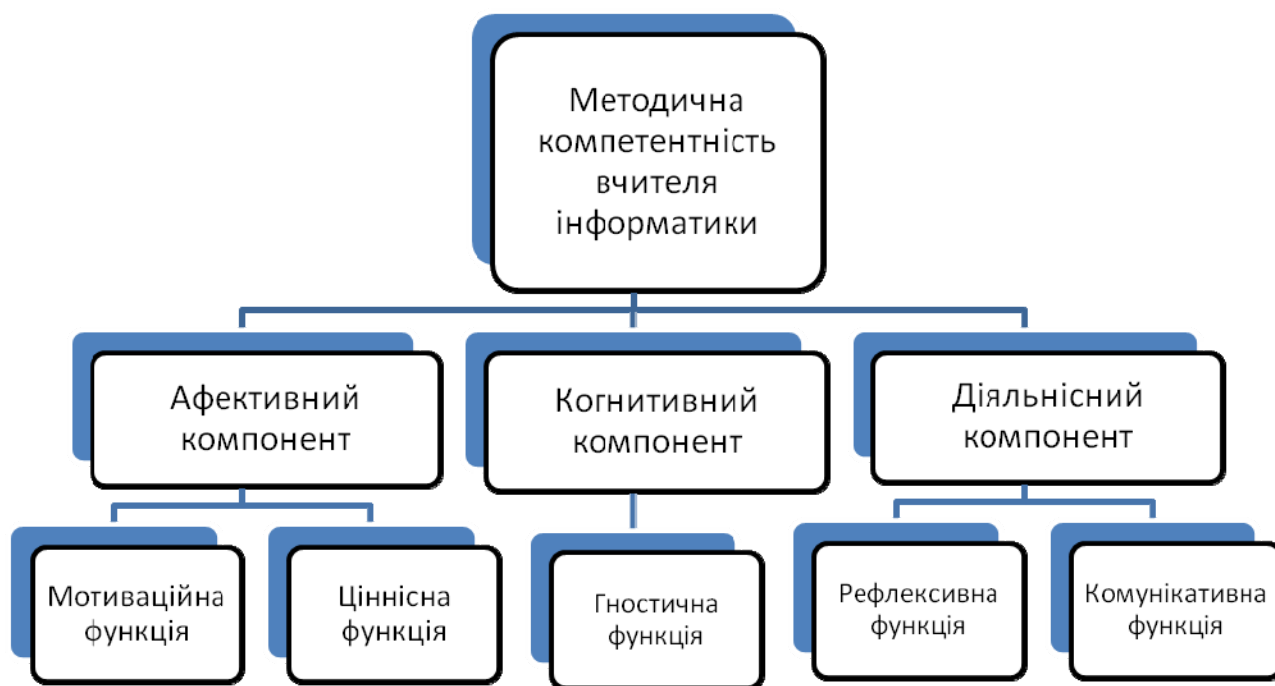 Методична
компетентність
вчителя
інформатики
Афективний
компонент
Когнитивний
компонент
Діяльнісний
компонент
Мотиваційна
функція
Ціннісна
функція
Гностична
функція
Рефлексивна
функція
Комунікативна
функція